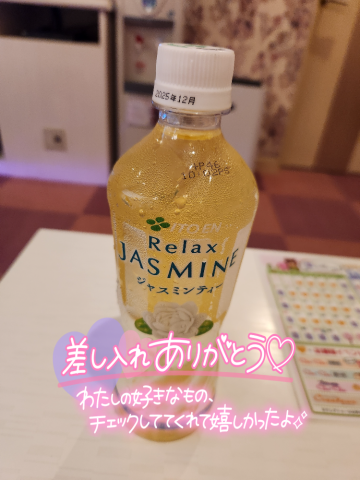 2025年12月
ITO EN
Relax
JASMINE
ジャスミンティー
差し入れありがとう♡
わたしの好きなもの、
チェックしててくれて嬉しかったよ